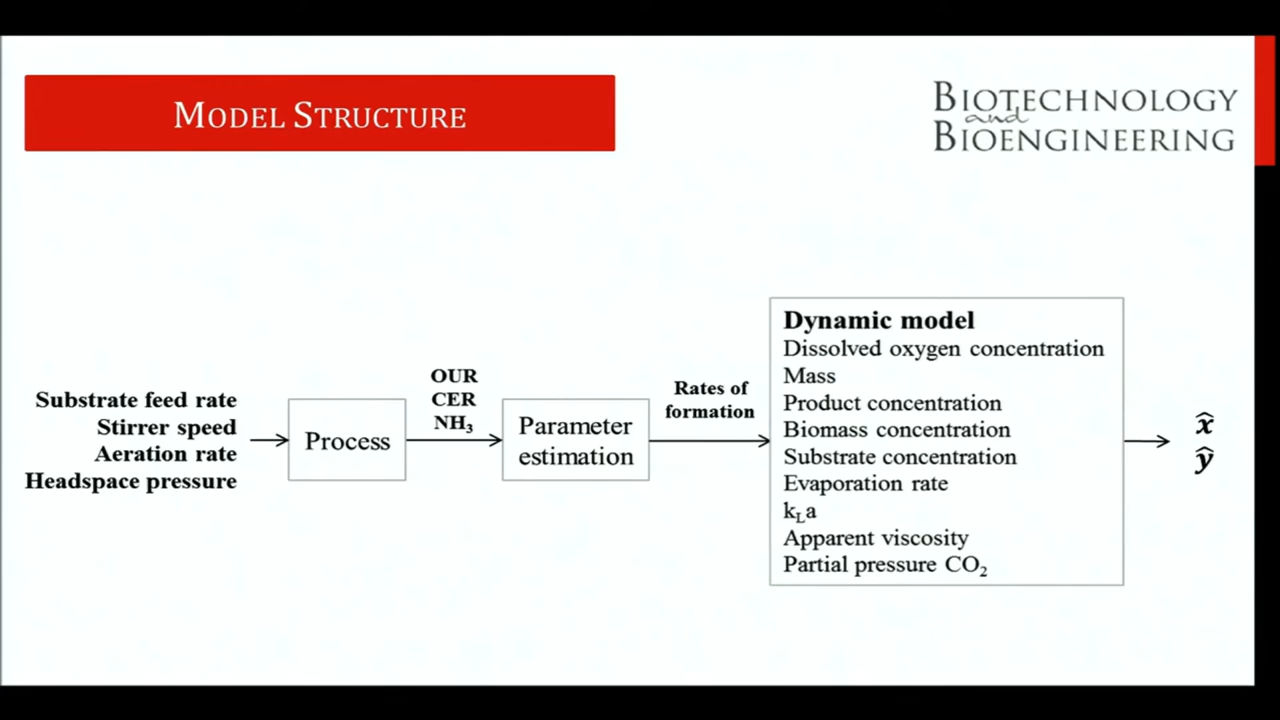 MODEL STRUCTURE
BIOTECHNOLOGY
and
BIOENGINEERING
Substrate feed rate
Stirrer speed
Aeration rate
Headspace pressure
Process
OUR
CER
NH₃
Parameter
estimation
Rates of
formation
Dynamic model
Dissolved oxygen concentration
Mass
Product concentration
Biomass concentration
Substrate concentration
Evaporation rate
k_La
Apparent viscosity
Partial pressure CO₂
x̂
ŷ